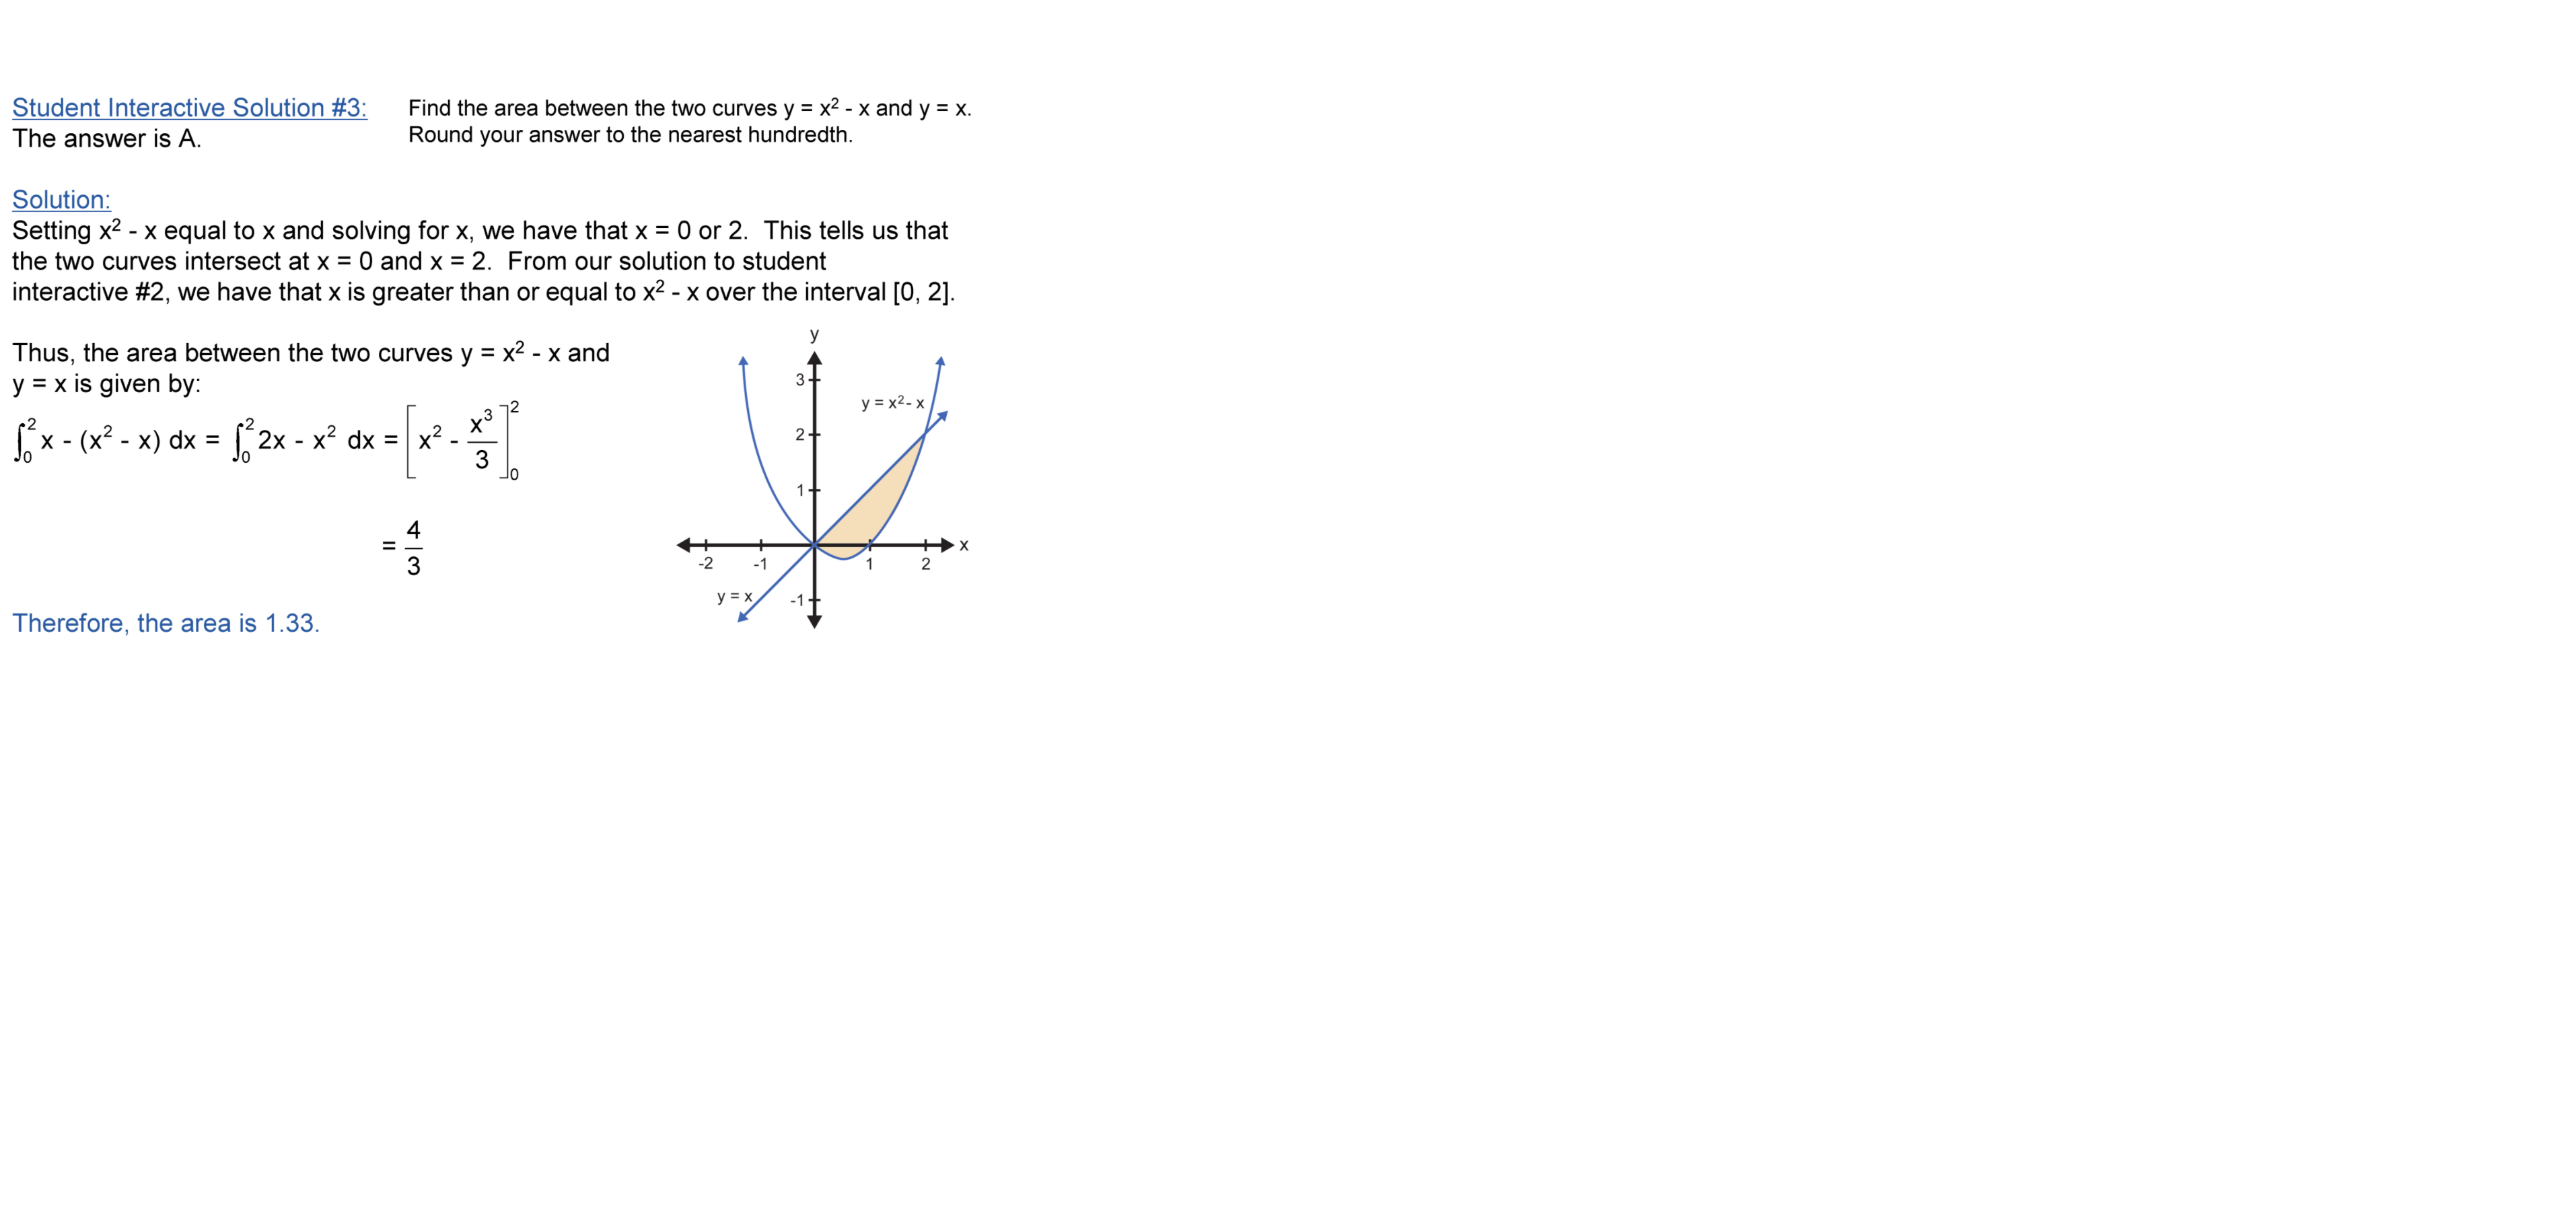 Student Interactive Solution #3:
The answer is A.
Find the area between the two curves y = x² - x and y = x.
Round your answer to the nearest hundredth.
Solution:
Setting x² - x equal to x and solving for x, we have that x = 0 or 2. This tells us that
the two curves intersect at x = 0 and x = 2. From our solution to student
interactive #2, we have that x is greater than or equal to x² - x over the interval [0, 2].
Thus, the area between the two curves y = x² - x and
y = x is given by:
∫₀² x - (x² - x) dx = ∫₀² 2x - x² dx = [x² - x³/3]₀²
= 4/3
Therefore, the area is 1.33.
y
3
y = x² - x
2
1
x
-2 -1 1 2
y = x
-1